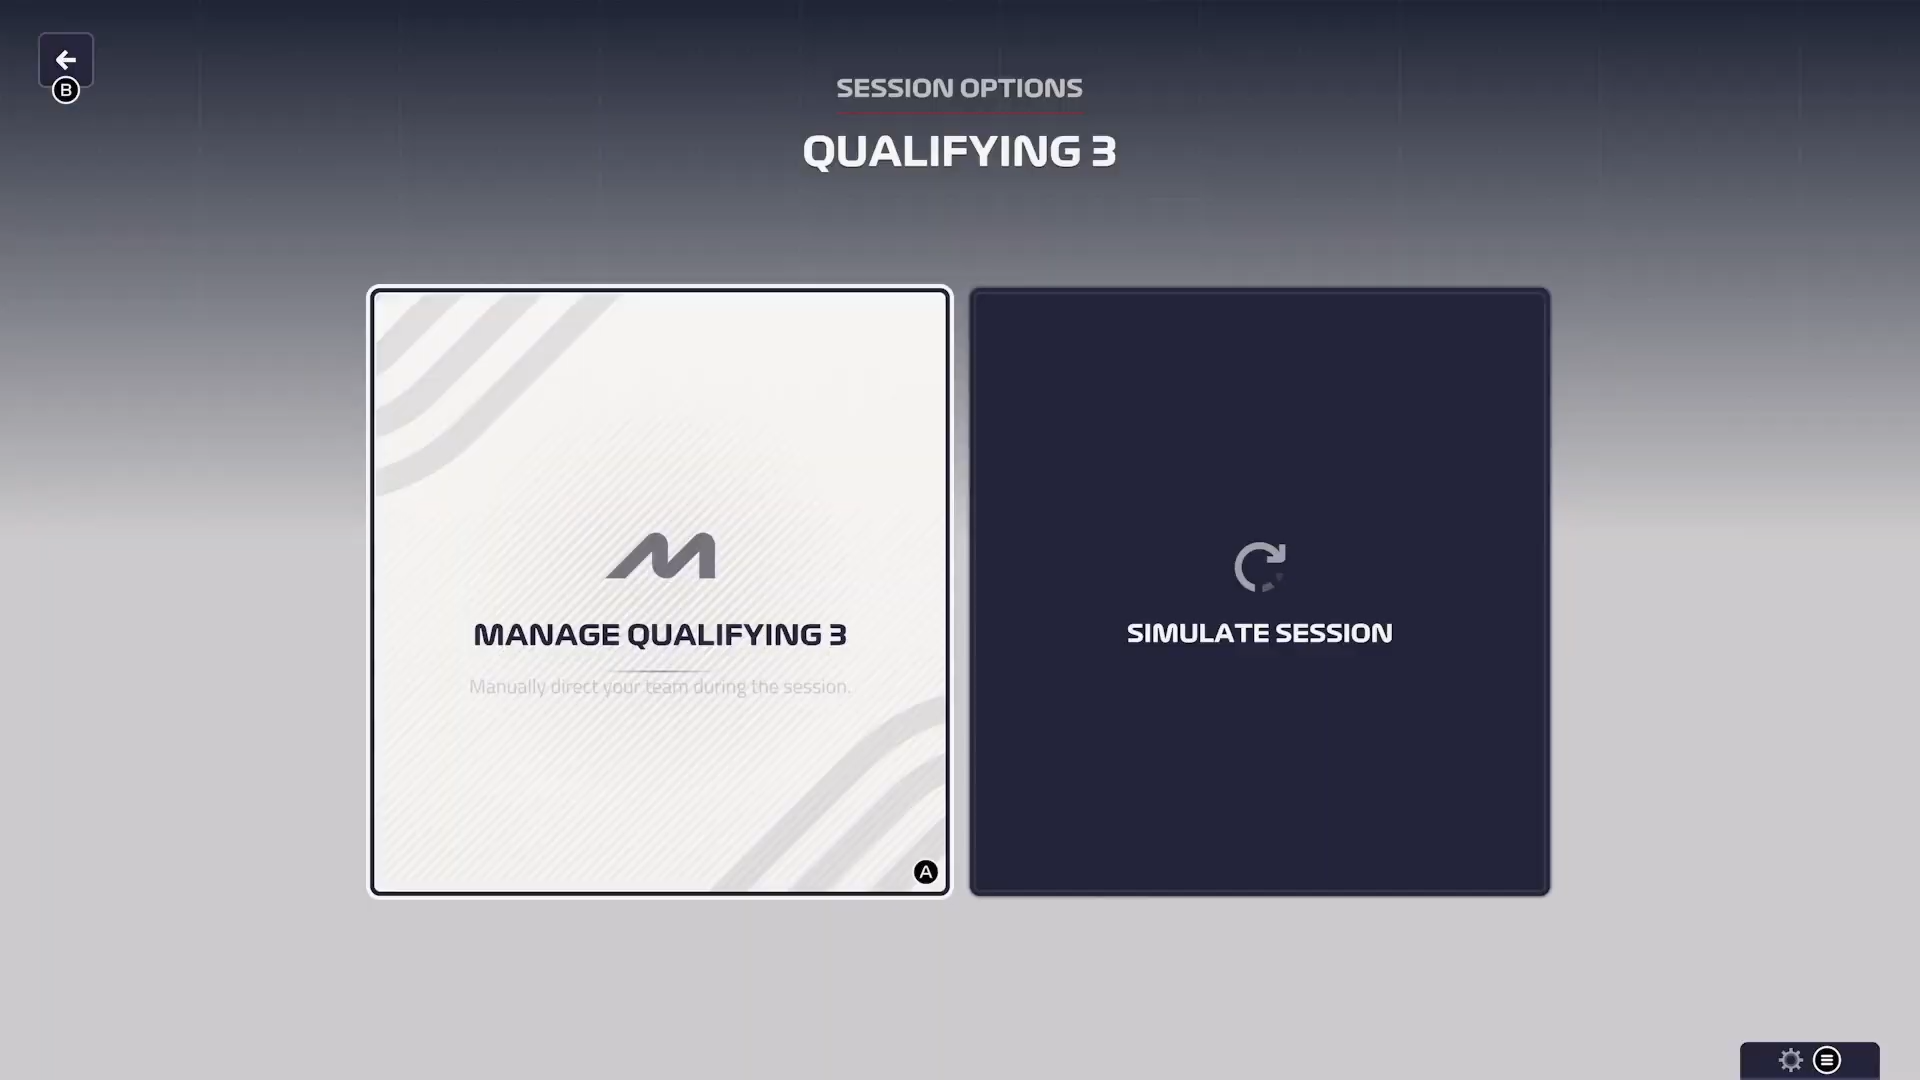 B
SESSION OPTIONS
QUALIFYING 3
MANAGE QUALIFYING 3
Manually direct your team during the session.
A
SIMULATE SESSION